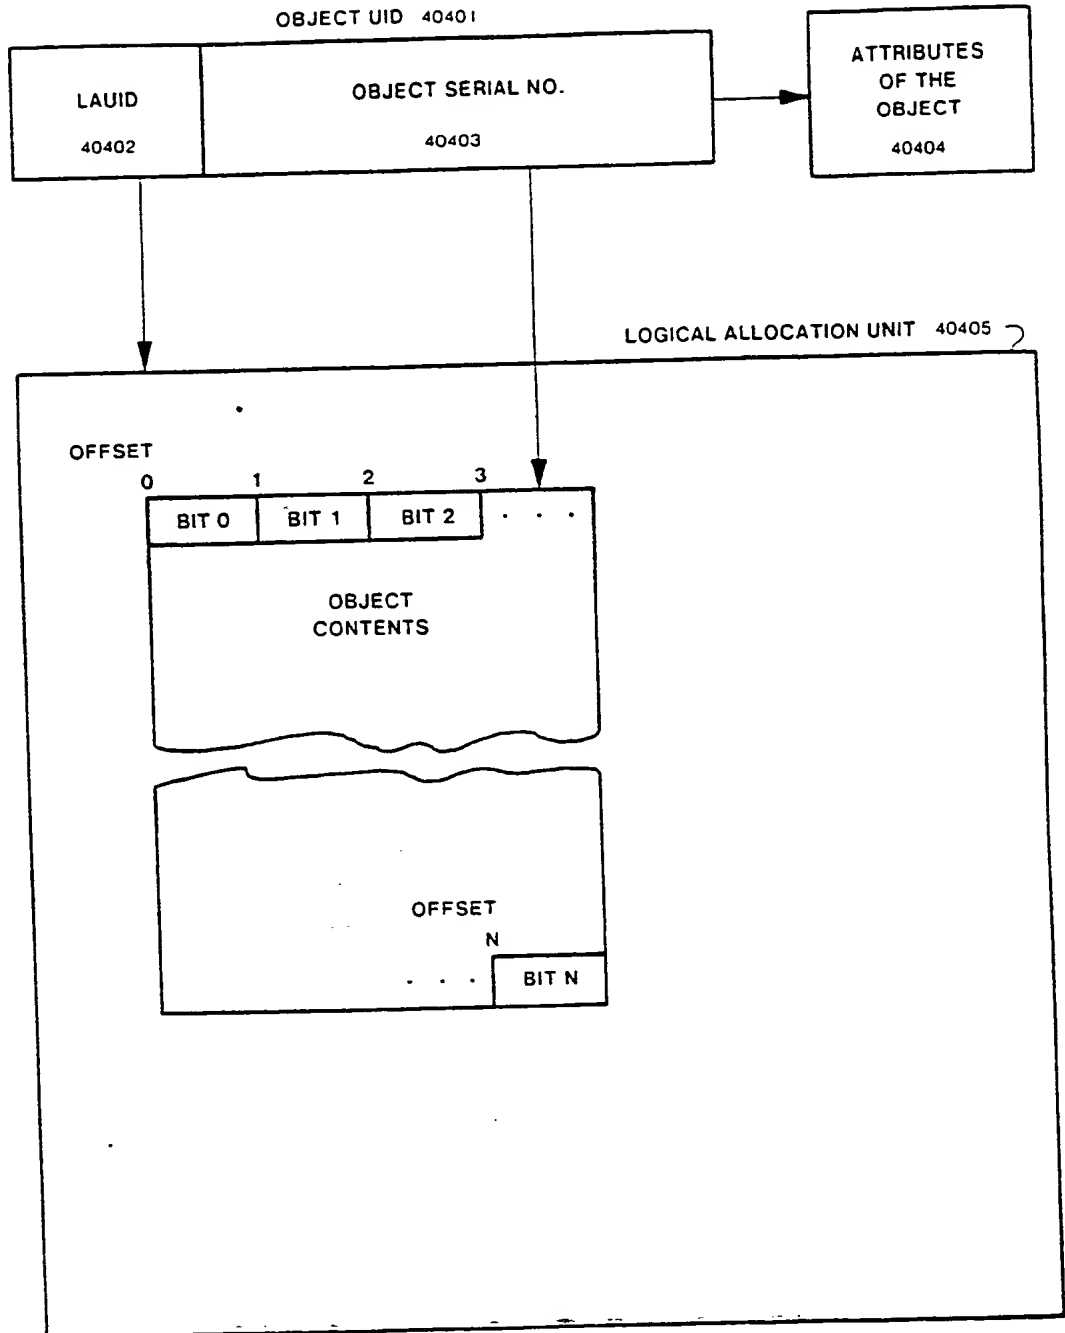 OBJECT UID 40401
LAUID
40402
OBJECT SERIAL NO.
40403
ATTRIBUTES
OF THE
OBJECT
40404
LOGICAL ALLOCATION UNIT 40405
OFFSET
0 1 2 3
BIT 0 BIT 1 BIT 2 . . .
OBJECT
CONTENTS
OFFSET
N
. . . BIT N